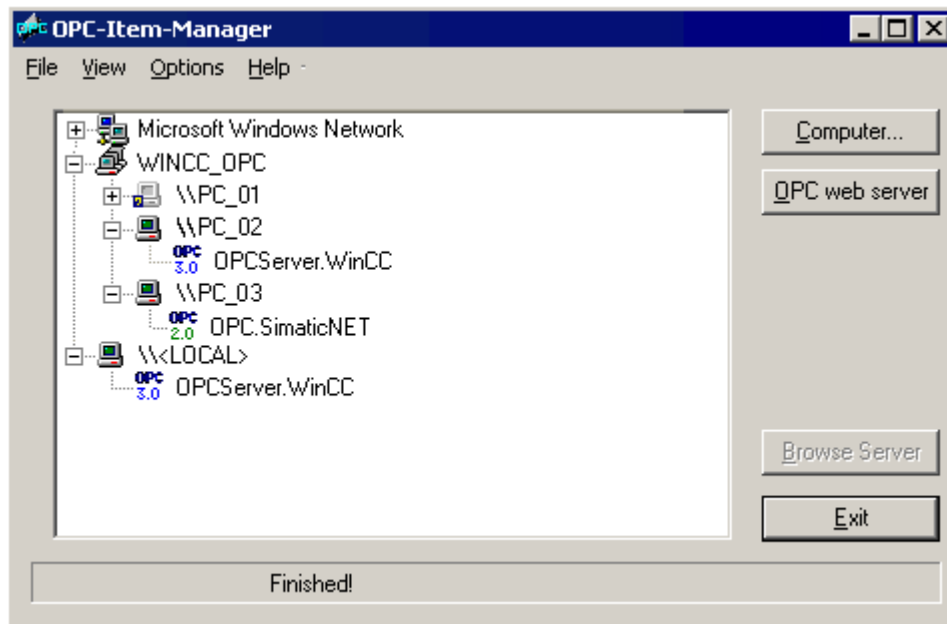 OPC-Item-Manager
File View Options Help
Microsoft Windows Network
WINCC_OPC
\\PC_01
\\PC_02
OPC 3.0 OPCServer.WinCC
\\PC_03
OPC 2.0 OPC.SimaticNET
\\<LOCAL>
OPC 3.0 OPCServer.WinCC
Computer...
OPC web server
Browse Server
Exit
Finished!